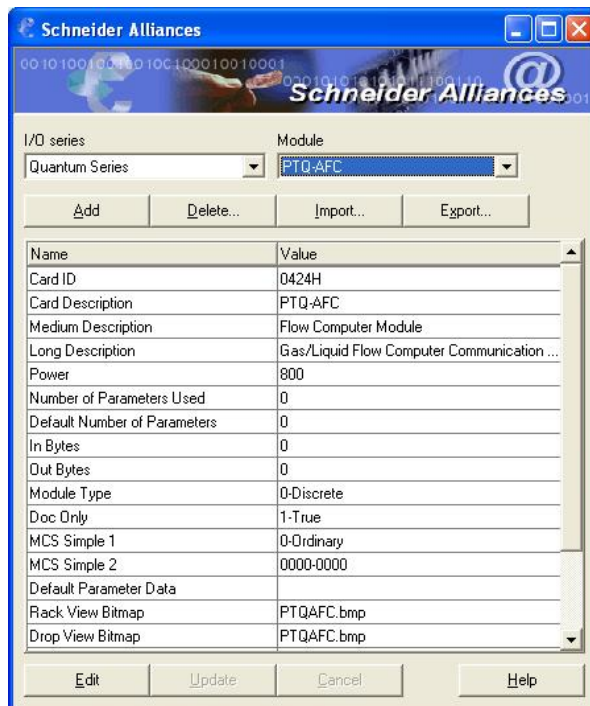 Schneider Alliances
Schneider Alliances
I/O series Module
Quantum Series PTQ-AFC
Add Delete... Import... Export...
Name Value
Card ID 0424H
Card Description PTQ-AFC
Medium Description Flow Computer Module
Long Description Gas/Liquid Flow Computer Communication ...
Power 800
Number of Parameters Used 0
Default Number of Parameters 0
In Bytes 0
Out Bytes 0
Module Type 0-Discrete
Doc Only 1-True
MCS Simple 1 0-Ordinary
MCS Simple 2 0000-0000
Default Parameter Data
Rack View Bitmap PTQAFC.bmp
Drop View Bitmap PTQAFC.bmp
Edit Update Cancel Help